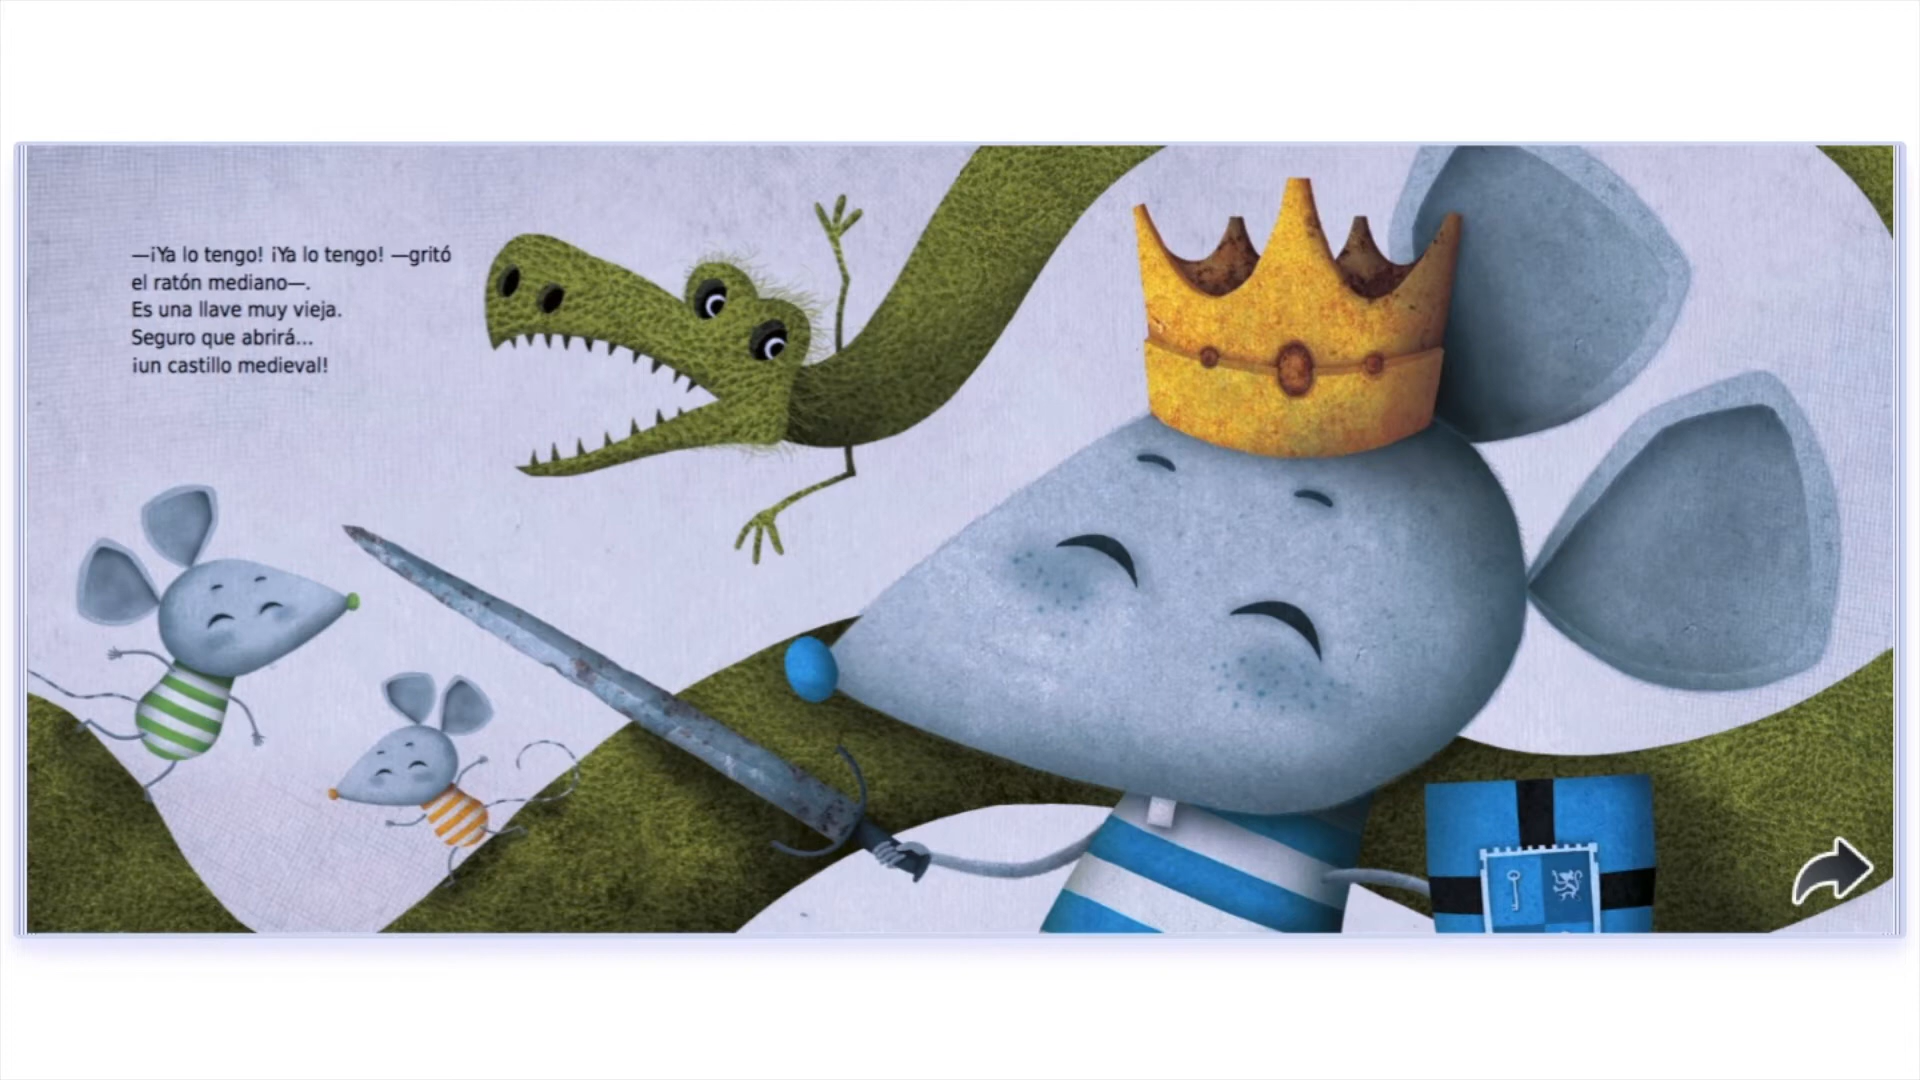 —¡Ya lo tengo! ¡Ya lo tengo! —gritó
el ratón mediano—.
Es una llave muy vieja.
Seguro que abrirá...
¡un castillo medieval!